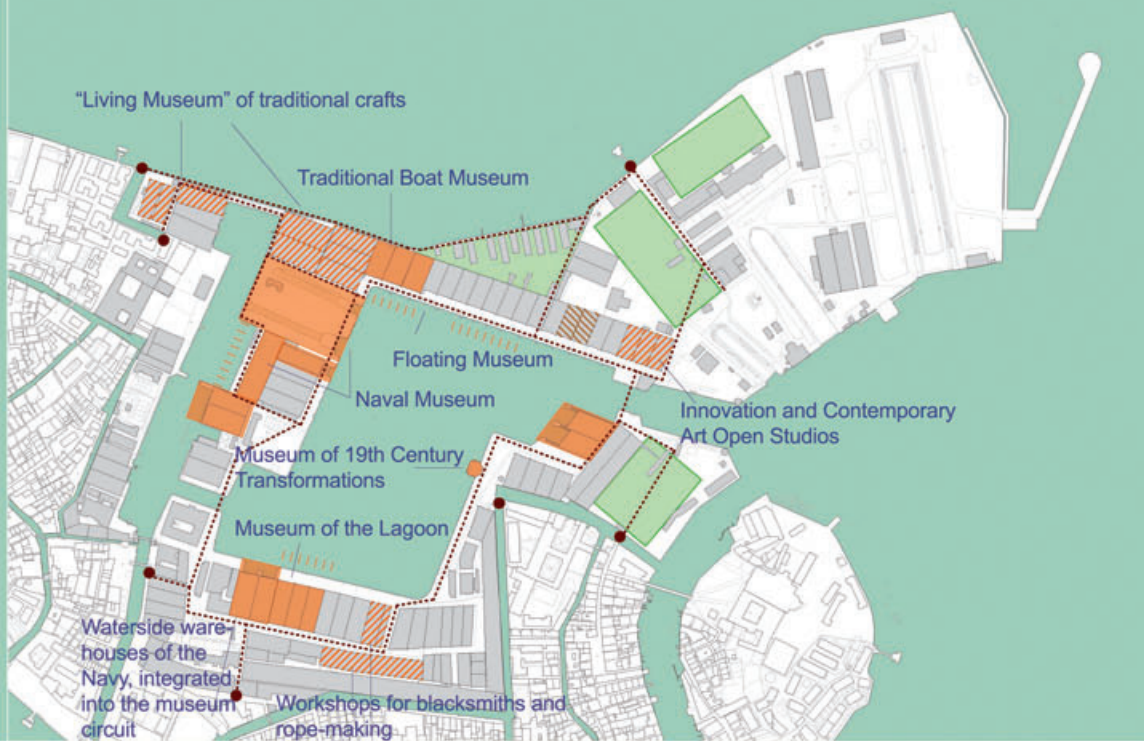 “Living Museum” of traditional crafts
Traditional Boat Museum
Floating Museum
Naval Museum
Innovation and Contemporary
Art Open Studios
Museum of 19th Century
Transformations
Museum of the Lagoon
Waterside ware-
houses of the
Navy, integrated
into the museum
circuit
Workshops for blacksmiths and
rope-making